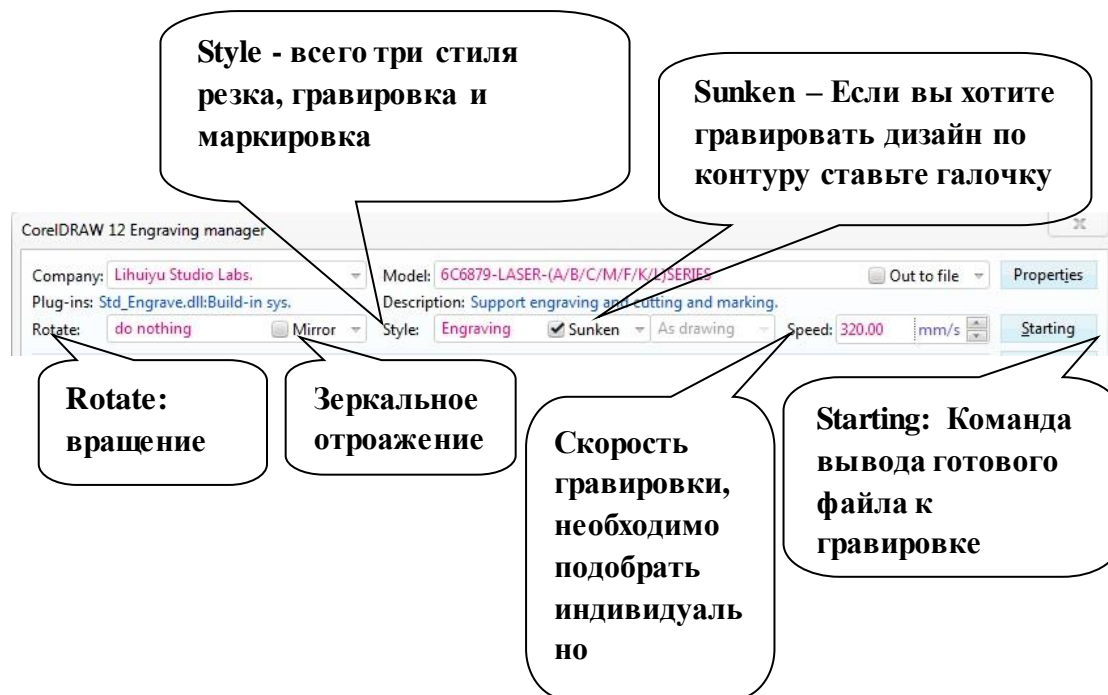 Style - всего три стиля
резка, гравировка и
маркировка
Sunken – Если вы хотите
гравировать дизайн по
контуру ставьте галочку
CorelDRAW 12 Engraving manager
Company: Lihuiyu Studio Labs. Model: 6C6879-LASER-(A/B/C/M/F/K/L)SERIES Out to file Properties
Plug-ins: Std_Engrave.dll:Build-in sys. Description: Support engraving and cutting and marking.
Rotate: do nothing Mirror Style: Engraving Sunken As drawing Speed: 320.00 mm/s Starting
Rotate:
вращение
Зеркальное
отроажение
Скорость
гравировки,
необходимо
подобрать
индивидуаль
но
Starting: Команда
вывода готового
файла к
гравировке